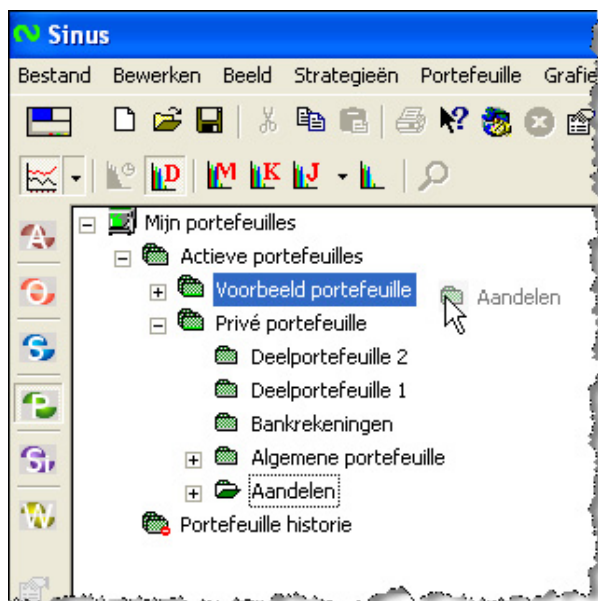 Sinus
Bestand Bewerken Beeld Strategieën Portefeuille Grafie
D M K J
A
Mijn portefeuilles
Actieve portefeuilles
O
Voorbeeld portefeuille Aandelen
Privé portefeuille
S
Deelportefeuille 2
P
Deelportefeuille 1
Bankrekeningen
Si
Algemene portefeuille
W
Aandelen
Portefeuille historie